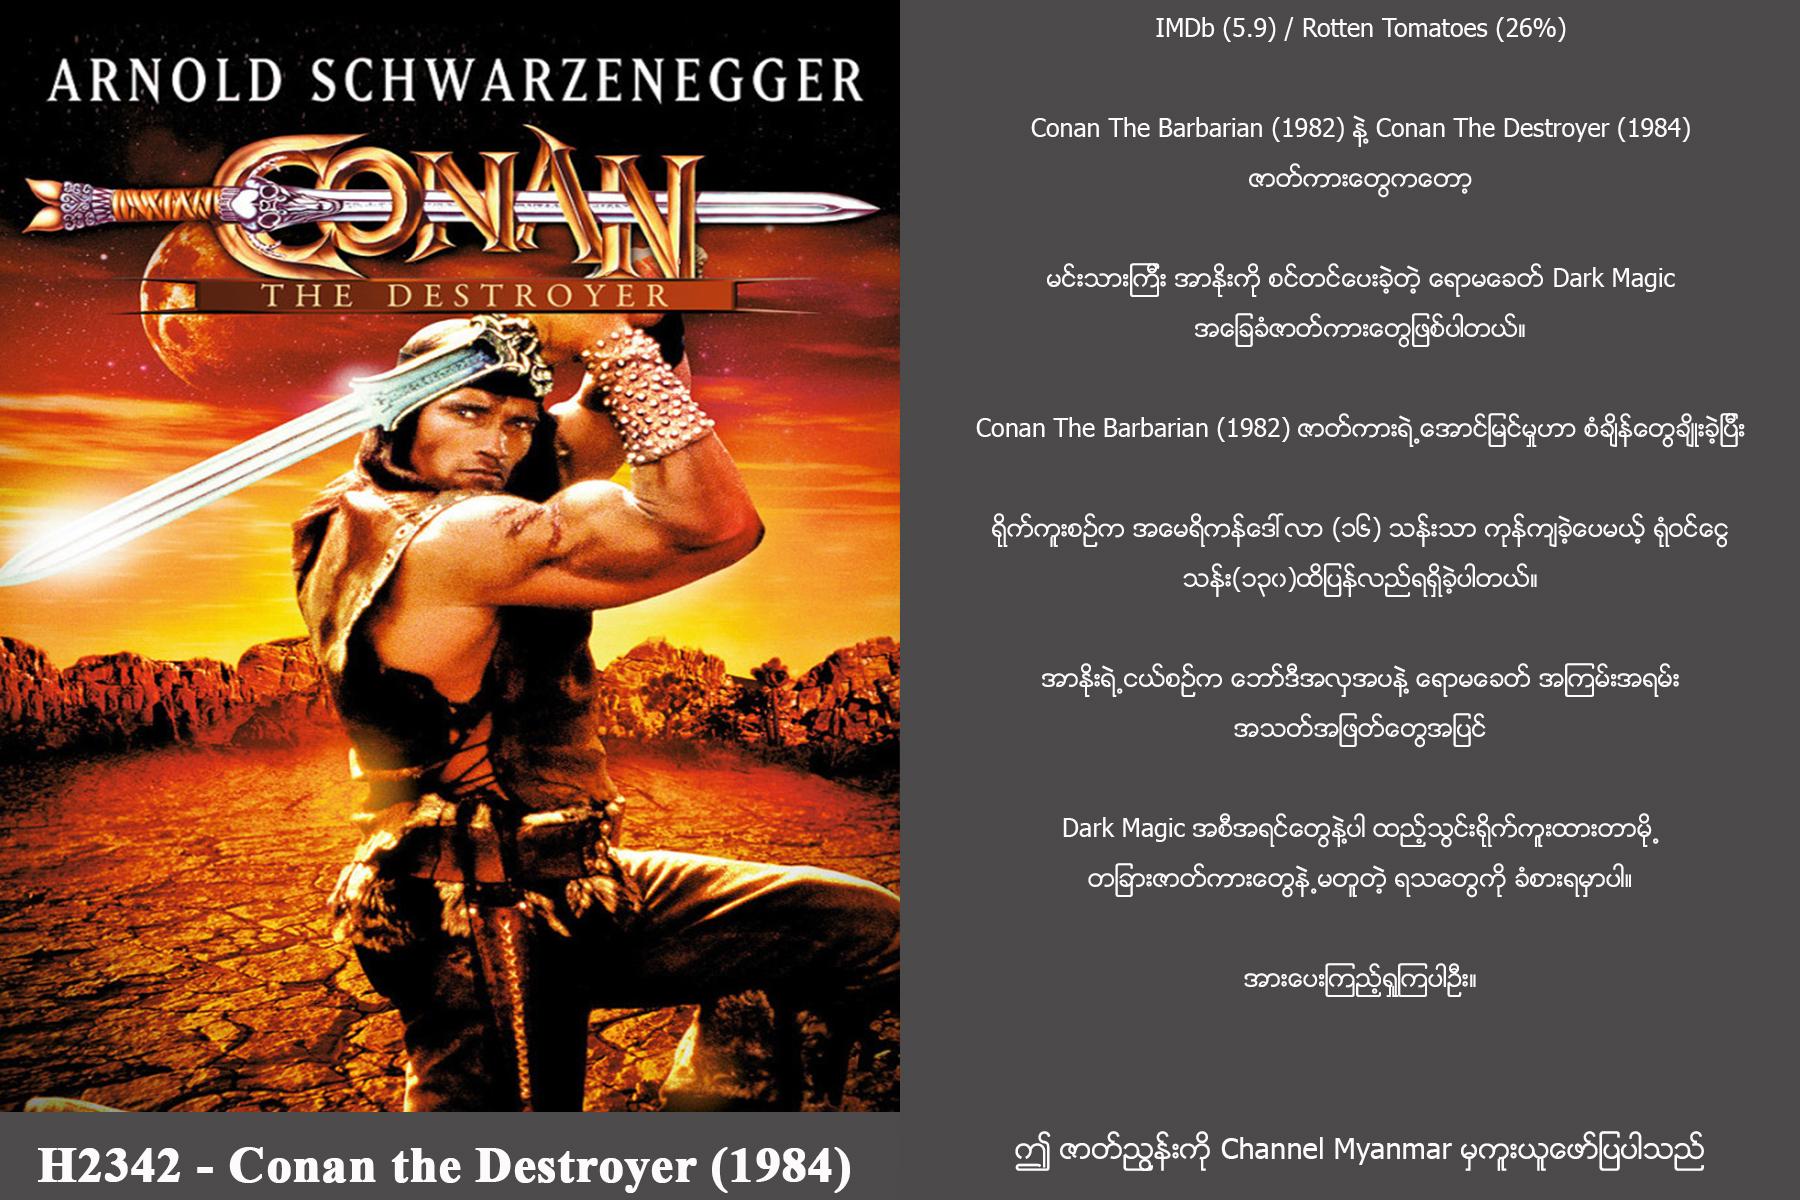 ARNOLD SCHWARZENEGGER
CONAN
THE DESTROYER
H2342 - Conan the Destroyer (1984)
IMDb (5.9) / Rotten Tomatoes (26%)
Conan The Barbarian (1982) နဲ့ Conan The Destroyer (1984)
ဇာတ်ကားတွေကတော့
မင်းသားကြီး အာနိုးကို စင်တင်ပေးခဲ့တဲ့ ရောမခေတ် Dark Magic
အခြေခံဇာတ်ကားတွေဖြစ်ပါတယ်။
Conan The Barbarian (1982) ဇာတ်ကားရဲ့အောင်မြင်မှုဟာ စံချိန်တွေချိုးခဲ့ပြီး
ရိုက်ကူးစဉ်က အမေရိကန်ဒေါ်လာ (၁၆) သန်းသာ ကုန်ကျခဲ့ပေမယ့် ရုံဝင်ငွေ
သန်း(၁၃၀)ထိပြန်လည်ရရှိခဲ့ပါတယ်။
အာနိုးရဲ့ငယ်စဉ်က ဘော်ဒီအလှအပနဲ့ ရောမခေတ် အကြမ်းအရမ်း
အသတ်အဖြတ်တွေအပြင်
Dark Magic အစီအရင်တွေနဲ့ပါ ထည့်သွင်းရိုက်ကူးထားတာမို့
တခြားဇာတ်ကားတွေနဲ့မတူတဲ့ ရသတွေကို ခံစားရမှာပါ။
အားပေးကြည့်ရှူကြပါဦး။
ဤ ဇာတ်ညွှန်းကို Channel Myanmar မှကူးယူဖော်ပြပါသည်